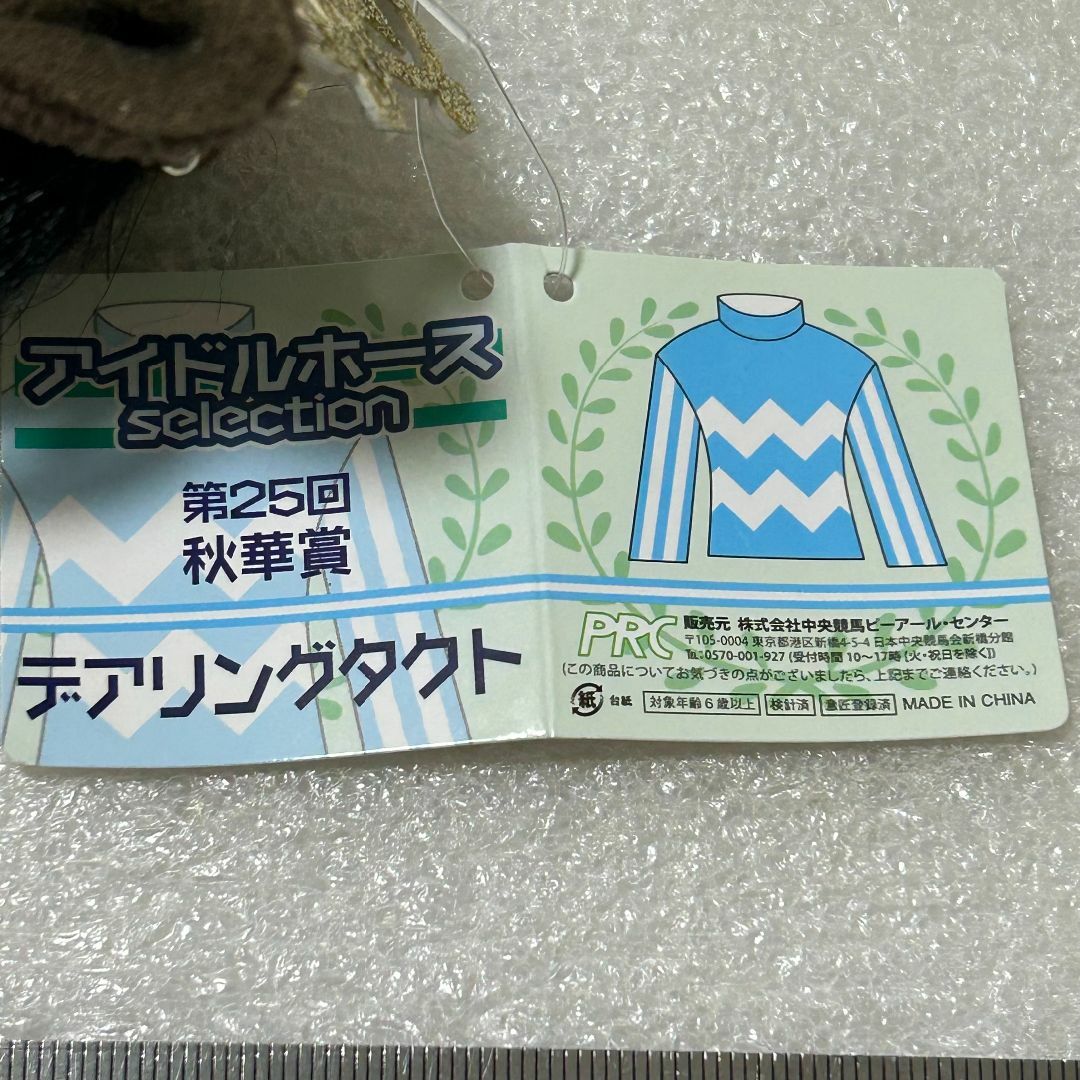 アイドルホース
selection
第25回
秋華賞
デアリングタクト
PRC
販売元 株式会社中央競馬ピーアール・センター
〒105-0004 東京都港区新橋4-5-4 日本中央競馬会新橋分館
TEL:0570-001-927 (受付時間 10~17時 (火・祝日を除く))
(この商品についてお気づきの点がございましたら、上記までご連絡ください。)
紙 台紙 対象年齢6歳以上 検討済 意匠登録済 MADE IN CHINA